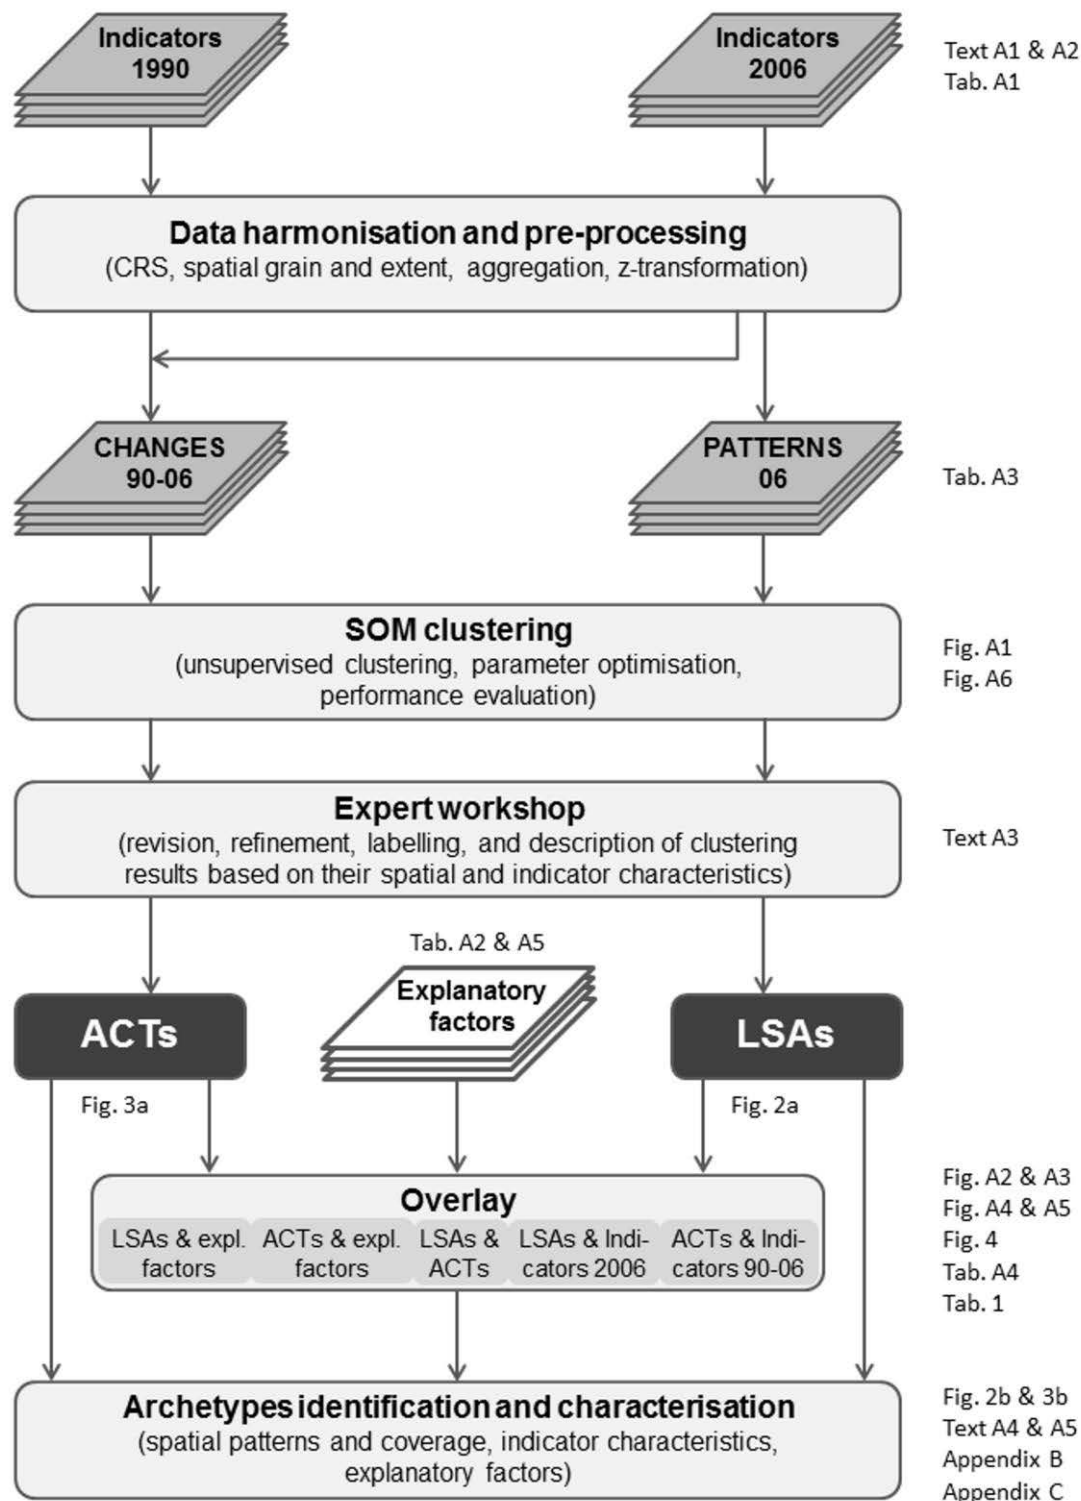 Indicators
1990
Indicators
2006
Text A1 & A2
Tab. A1
Data harmonisation and pre-processing
(CRS, spatial grain and extent, aggregation, z-transformation)
CHANGES
90-06
PATTERNS
06
Tab. A3
SOM clustering
(unsupervised clustering, parameter optimisation,
performance evaluation)
Fig. A1
Fig. A6
Expert workshop
(revision, refinement, labelling, and description of clustering
results based on their spatial and indicator characteristics)
Text A3
Tab. A2 & A5
Explanatory
factors
ACTs
LSAs
Fig. 3a
Fig. 2a
Overlay
LSAs & expl.
factors
ACTs & expl.
factors
LSAs &
ACTs
LSAs & Indi-
cators 2006
ACTs & Indi-
cators 90-06
Fig. A2 & A3
Fig. A4 & A5
Fig. 4
Tab. A4
Tab. 1
Archetypes identification and characterisation
(spatial patterns and coverage, indicator characteristics,
explanatory factors)
Fig. 2b & 3b
Text A4 & A5
Appendix B
Appendix C